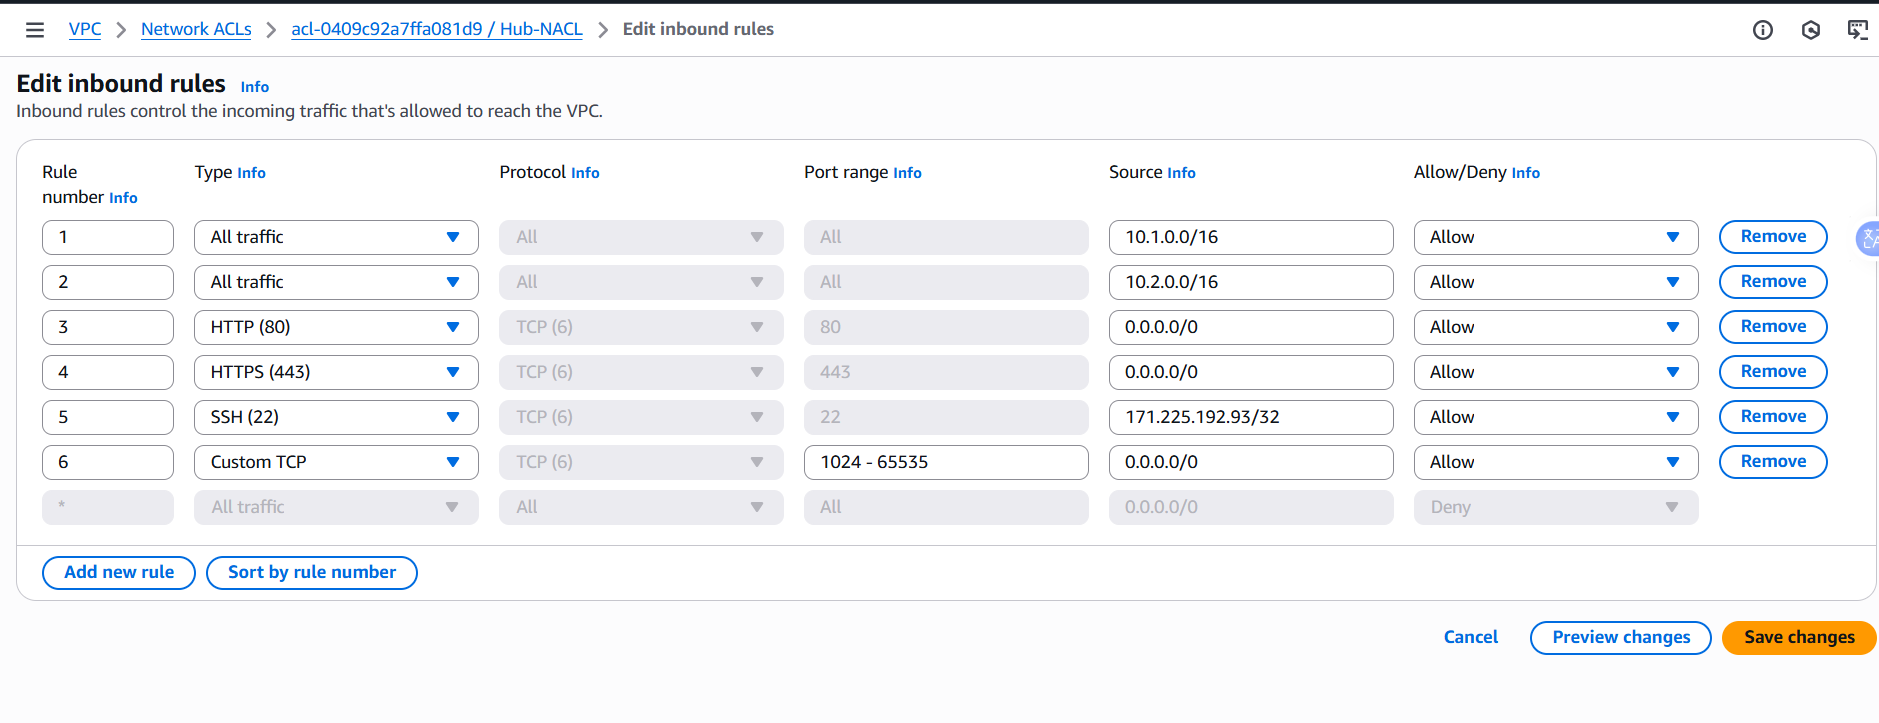 VPC > Network ACLs > acl-0409c92a7ffa081d9 / Hub-NACL > Edit inbound rules
Edit inbound rules Info
Inbound rules control the incoming traffic that's allowed to reach the VPC.
Rule number Info Type Info Protocol Info Port range Info Source Info Allow/Deny Info
1 All traffic All All 10.1.0.0/16 Allow Remove
2 All traffic All All 10.2.0.0/16 Allow Remove
3 HTTP (80) TCP (6) 80 0.0.0.0/0 Allow Remove
4 HTTPS (443) TCP (6) 443 0.0.0.0/0 Allow Remove
5 SSH (22) TCP (6) 22 171.225.192.93/32 Allow Remove
6 Custom TCP TCP (6) 1024 - 65535 0.0.0.0/0 Allow Remove
* All traffic All All 0.0.0.0/0 Deny
Add new rule Sort by rule number
Cancel Preview changes Save changes